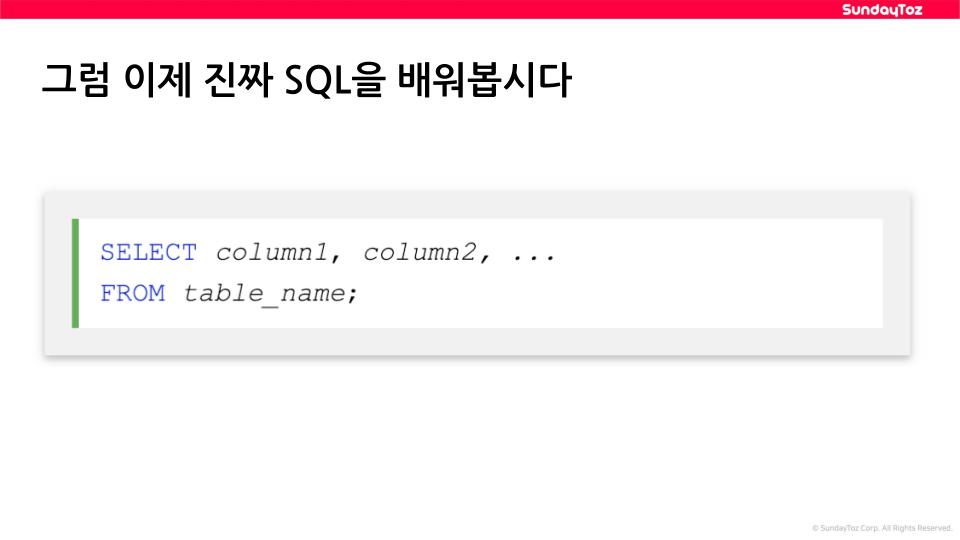 SundayToz
그럼 이제 진짜 SQL을 배워봅시다
SELECT column1, column2, ...
FROM table_name;
© SundayToz Corp. All Rights Reserved.